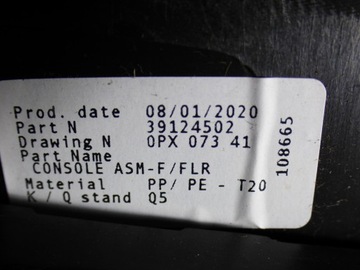 Prod. date 08/01/2020
Part N 39124502
Drawing N 0PX 073 41
Part Name
CONSOLE ASM-F/FLR
Material PP/ PE - T20
K / Q stand Q5
108665